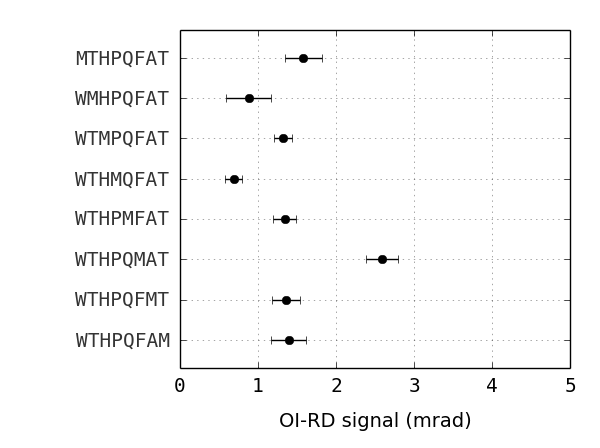 MTHPQFAT
WMHPQFAT
WTMPQFAT
WTHMQFAT
WTHPMFAT
WTHPQMAT
WTHPQFMT
WTHPQFAM
0 1 2 3 4 5
OI-RD signal (mrad)